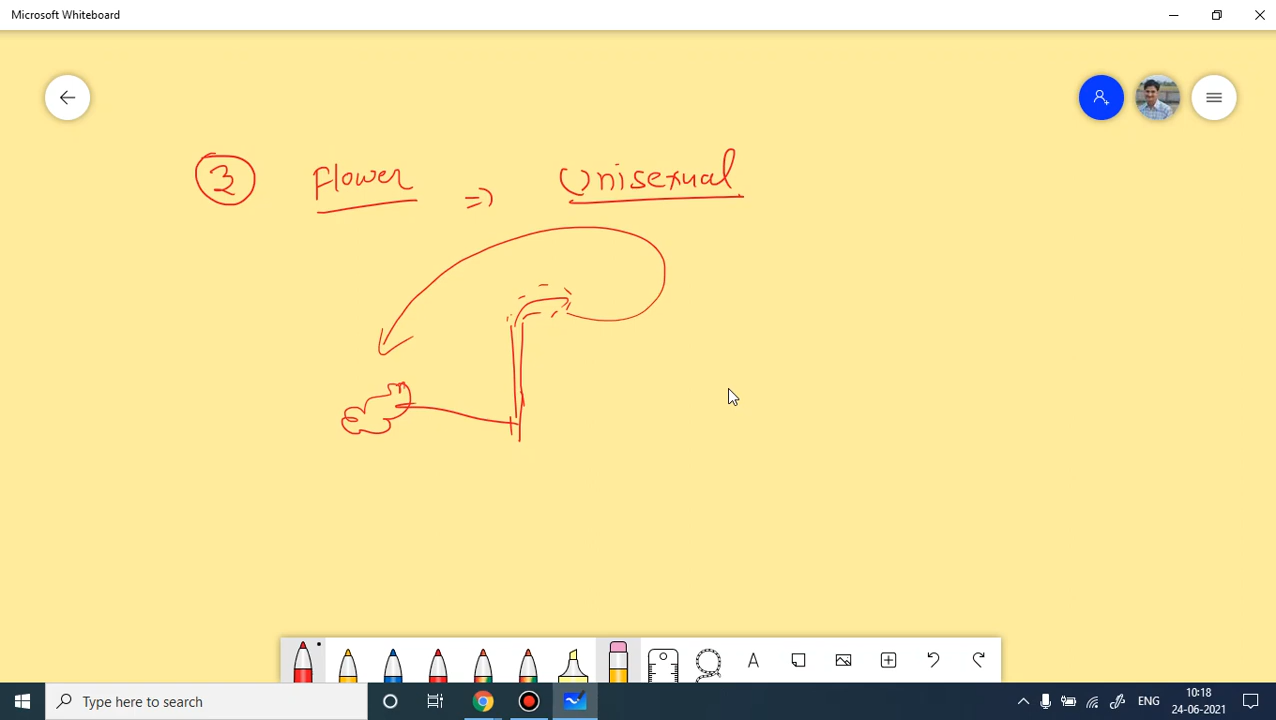 Microsoft Whiteboard
3 Flower => Unisexual
A
Type here to search
ENG
10:18
24-06-2021